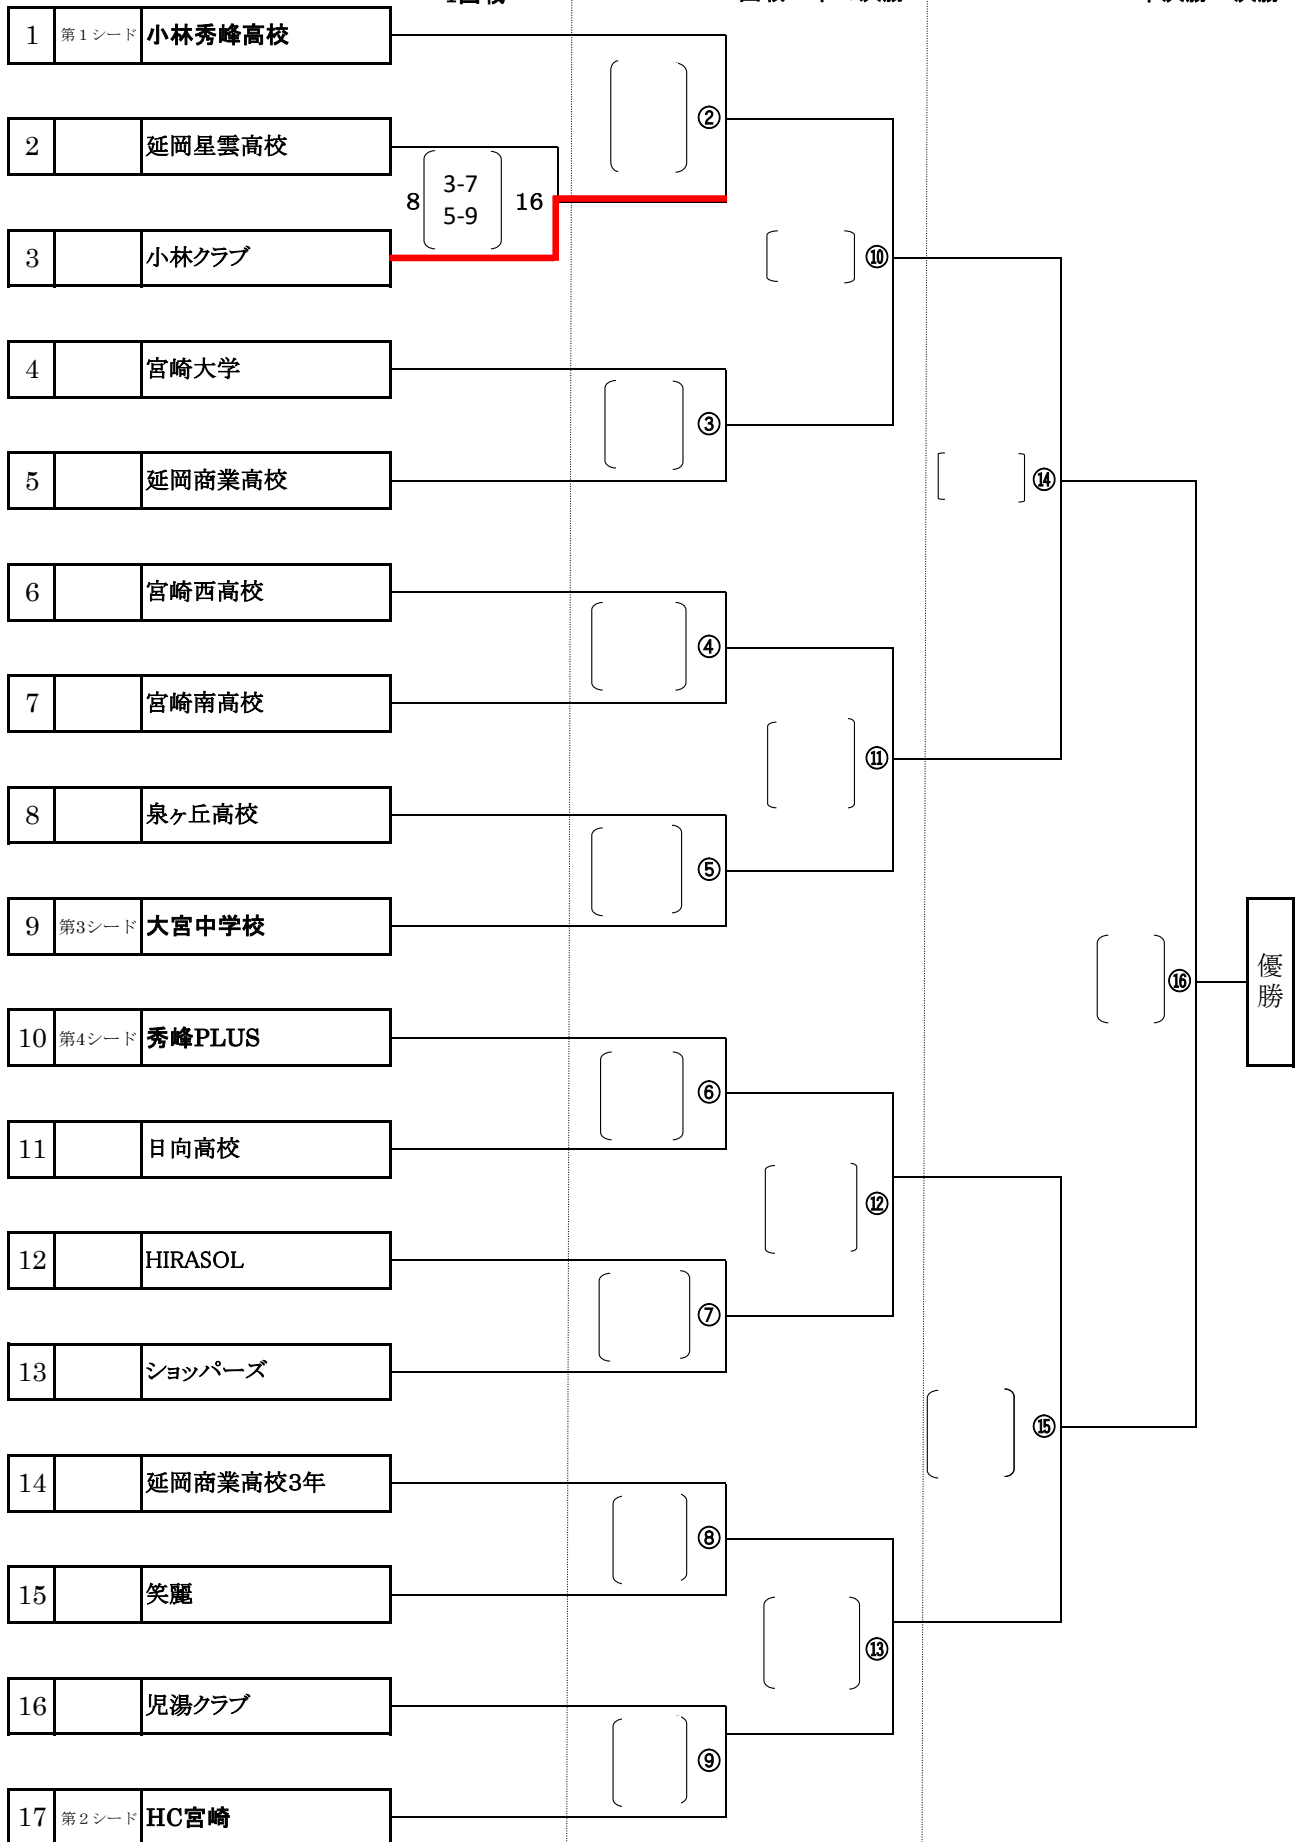 1 第1シード 小林秀峰高校
②
2 延岡星雲高校
8 3-7 16
5-9
3 小林クラブ
⑩
4 宮崎大学
③
5 延岡商業高校
⑭
6 宮崎西高校
④
7 宮崎南高校
⑪
8 泉ヶ丘高校
⑤
9 第3シード 大宮中学校
優勝
⑯
10 第4シード 秀峰PLUS
⑥
11 日向高校
⑫
12 HIRASOL
⑦
13 ショッパーズ
⑮
14 延岡商業高校3年
⑧
15 笑麗
⑬
16 児湯クラブ
⑨
17 第2シード HC宮崎